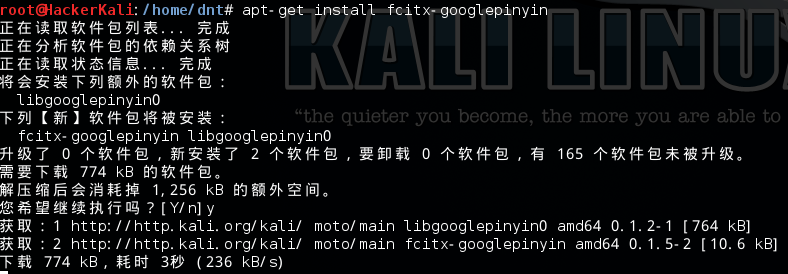 root@HackerKali:/home/dnt# apt-get install fcitx-googlepinyin
正在读取软件包列表... 完成
正在分析软件包的依赖关系树
正在读取状态信息... 完成
将会安装下列额外的软件包：
  libgooglepinyin0
下列【新】软件包将被安装：
  fcitx-googlepinyin libgooglepinyin0
升级了 0 个软件包，新安装了 2 个软件包，要卸载 0 个软件包，有 165 个软件包未被升级。
需要下载 774 kB 的软件包。
解压缩后会消耗掉 1,256 kB 的额外空间。
您希望继续执行吗？[Y/n]y
获取：1 http://http.kali.org/kali/ moto/main libgooglepinyin0 amd64 0.1.2-1 [764 kB]
获取：2 http://http.kali.org/kali/ moto/main fcitx-googlepinyin amd64 0.1.5-2 [10.6 kB]
下载 774 kB，耗时 3秒 (236 kB/s)
KALI LINU
"the quieter you become, the more you are able to